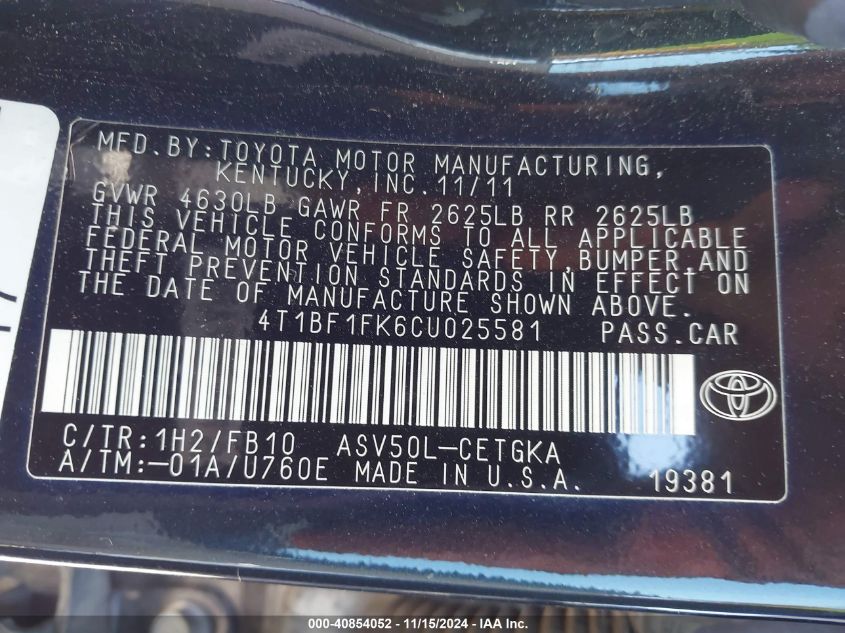 MFD.BY:TOYOTA MOTOR MANUFACTURING,
KENTUCKY,INC.11/11
GVWR 4630LB GAWR FR 2625LB RR 2625LB
THIS VEHICLE CONFORMS TO ALL APPLICABLE
FEDERAL MOTOR VEHICLE SAFETY,BUMPER,AND
THEFT PREVENTION STANDARDS IN EFFECT ON
THE DATE OF MANUFACTURE SHOWN ABOVE.
4T1BF1FK6CU025581 PASS.CAR
C/TR:1H2/FB10 ASV50L-CETGKA
A/TM:-01A/U760E MADE IN U.S.A. 19381
000-40854052 - 11/15/2024 - IAA Inc.